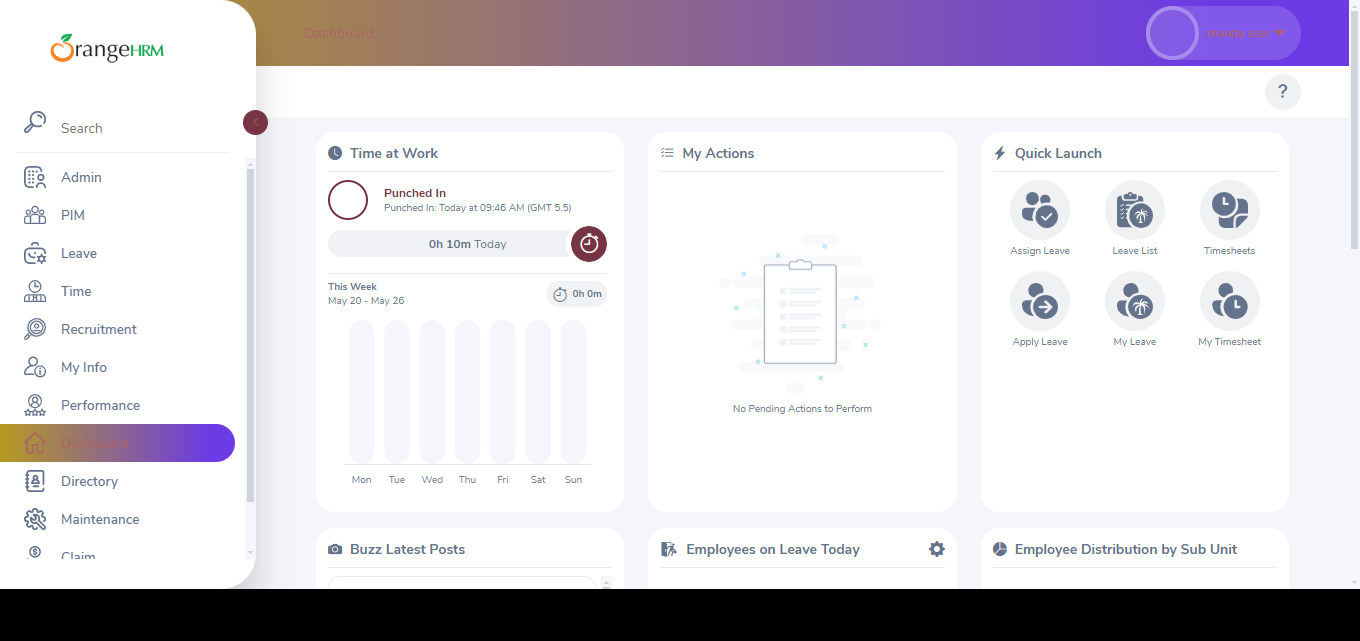 OrangeHRM
Dashboard
manda user
?
Search
Admin
PIM
Leave
Time
Recruitment
My Info
Performance
Dashboard
Directory
Maintenance
Claim
Time at Work
Punched In
Punched In: Today at 09:46 AM (GMT 5.5)
0h 10m Today
This Week
May 20 - May 26
0h 0m
Mon Tue Wed Thu Fri Sat Sun
My Actions
No Pending Actions to Perform
Quick Launch
Assign Leave Leave List Timesheets
Apply Leave My Leave My Timesheet
Buzz Latest Posts
Employees on Leave Today
Employee Distribution by Sub Unit